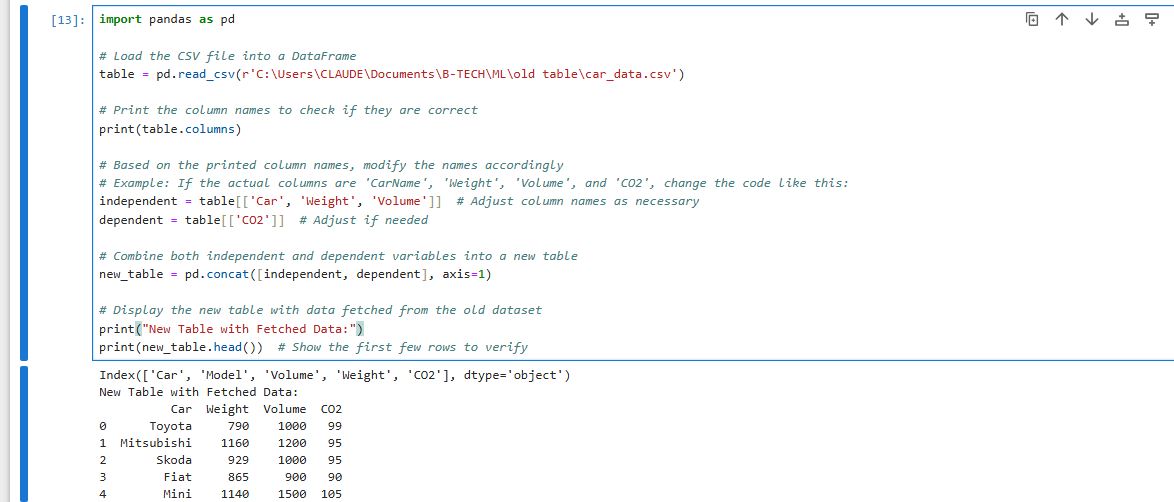 [13]: import pandas as pd
# Load the CSV file into a DataFrame
table = pd.read_csv(r'C:\Users\CLAUDE\Documents\B-TECH\ML\old table\car_data.csv')
# Print the column names to check if they are correct
print(table.columns)
# Based on the printed column names, modify the names accordingly
# Example: If the actual columns are 'CarName', 'Weight', 'Volume', and 'CO2', change the code like this:
independent = table[['Car', 'Weight', 'Volume']]  # Adjust column names as necessary
dependent = table[['CO2']]  # Adjust if needed
# Combine both independent and dependent variables into a new table
new_table = pd.concat([independent, dependent], axis=1)
# Display the new table with data fetched from the old dataset
print("New Table with Fetched Data:")
print(new_table.head())  # Show the first few rows to verify
Index(['Car', 'Model', 'Volume', 'Weight', 'CO2'], dtype='object')
New Table with Fetched Data:
Car  Weight  Volume  CO2
0      Toyota     790    1000   99
1  Mitsubishi    1160    1200   95
2       Skoda     929    1000   95
3        Fiat     865     900   90
4        Mini    1140    1500  105